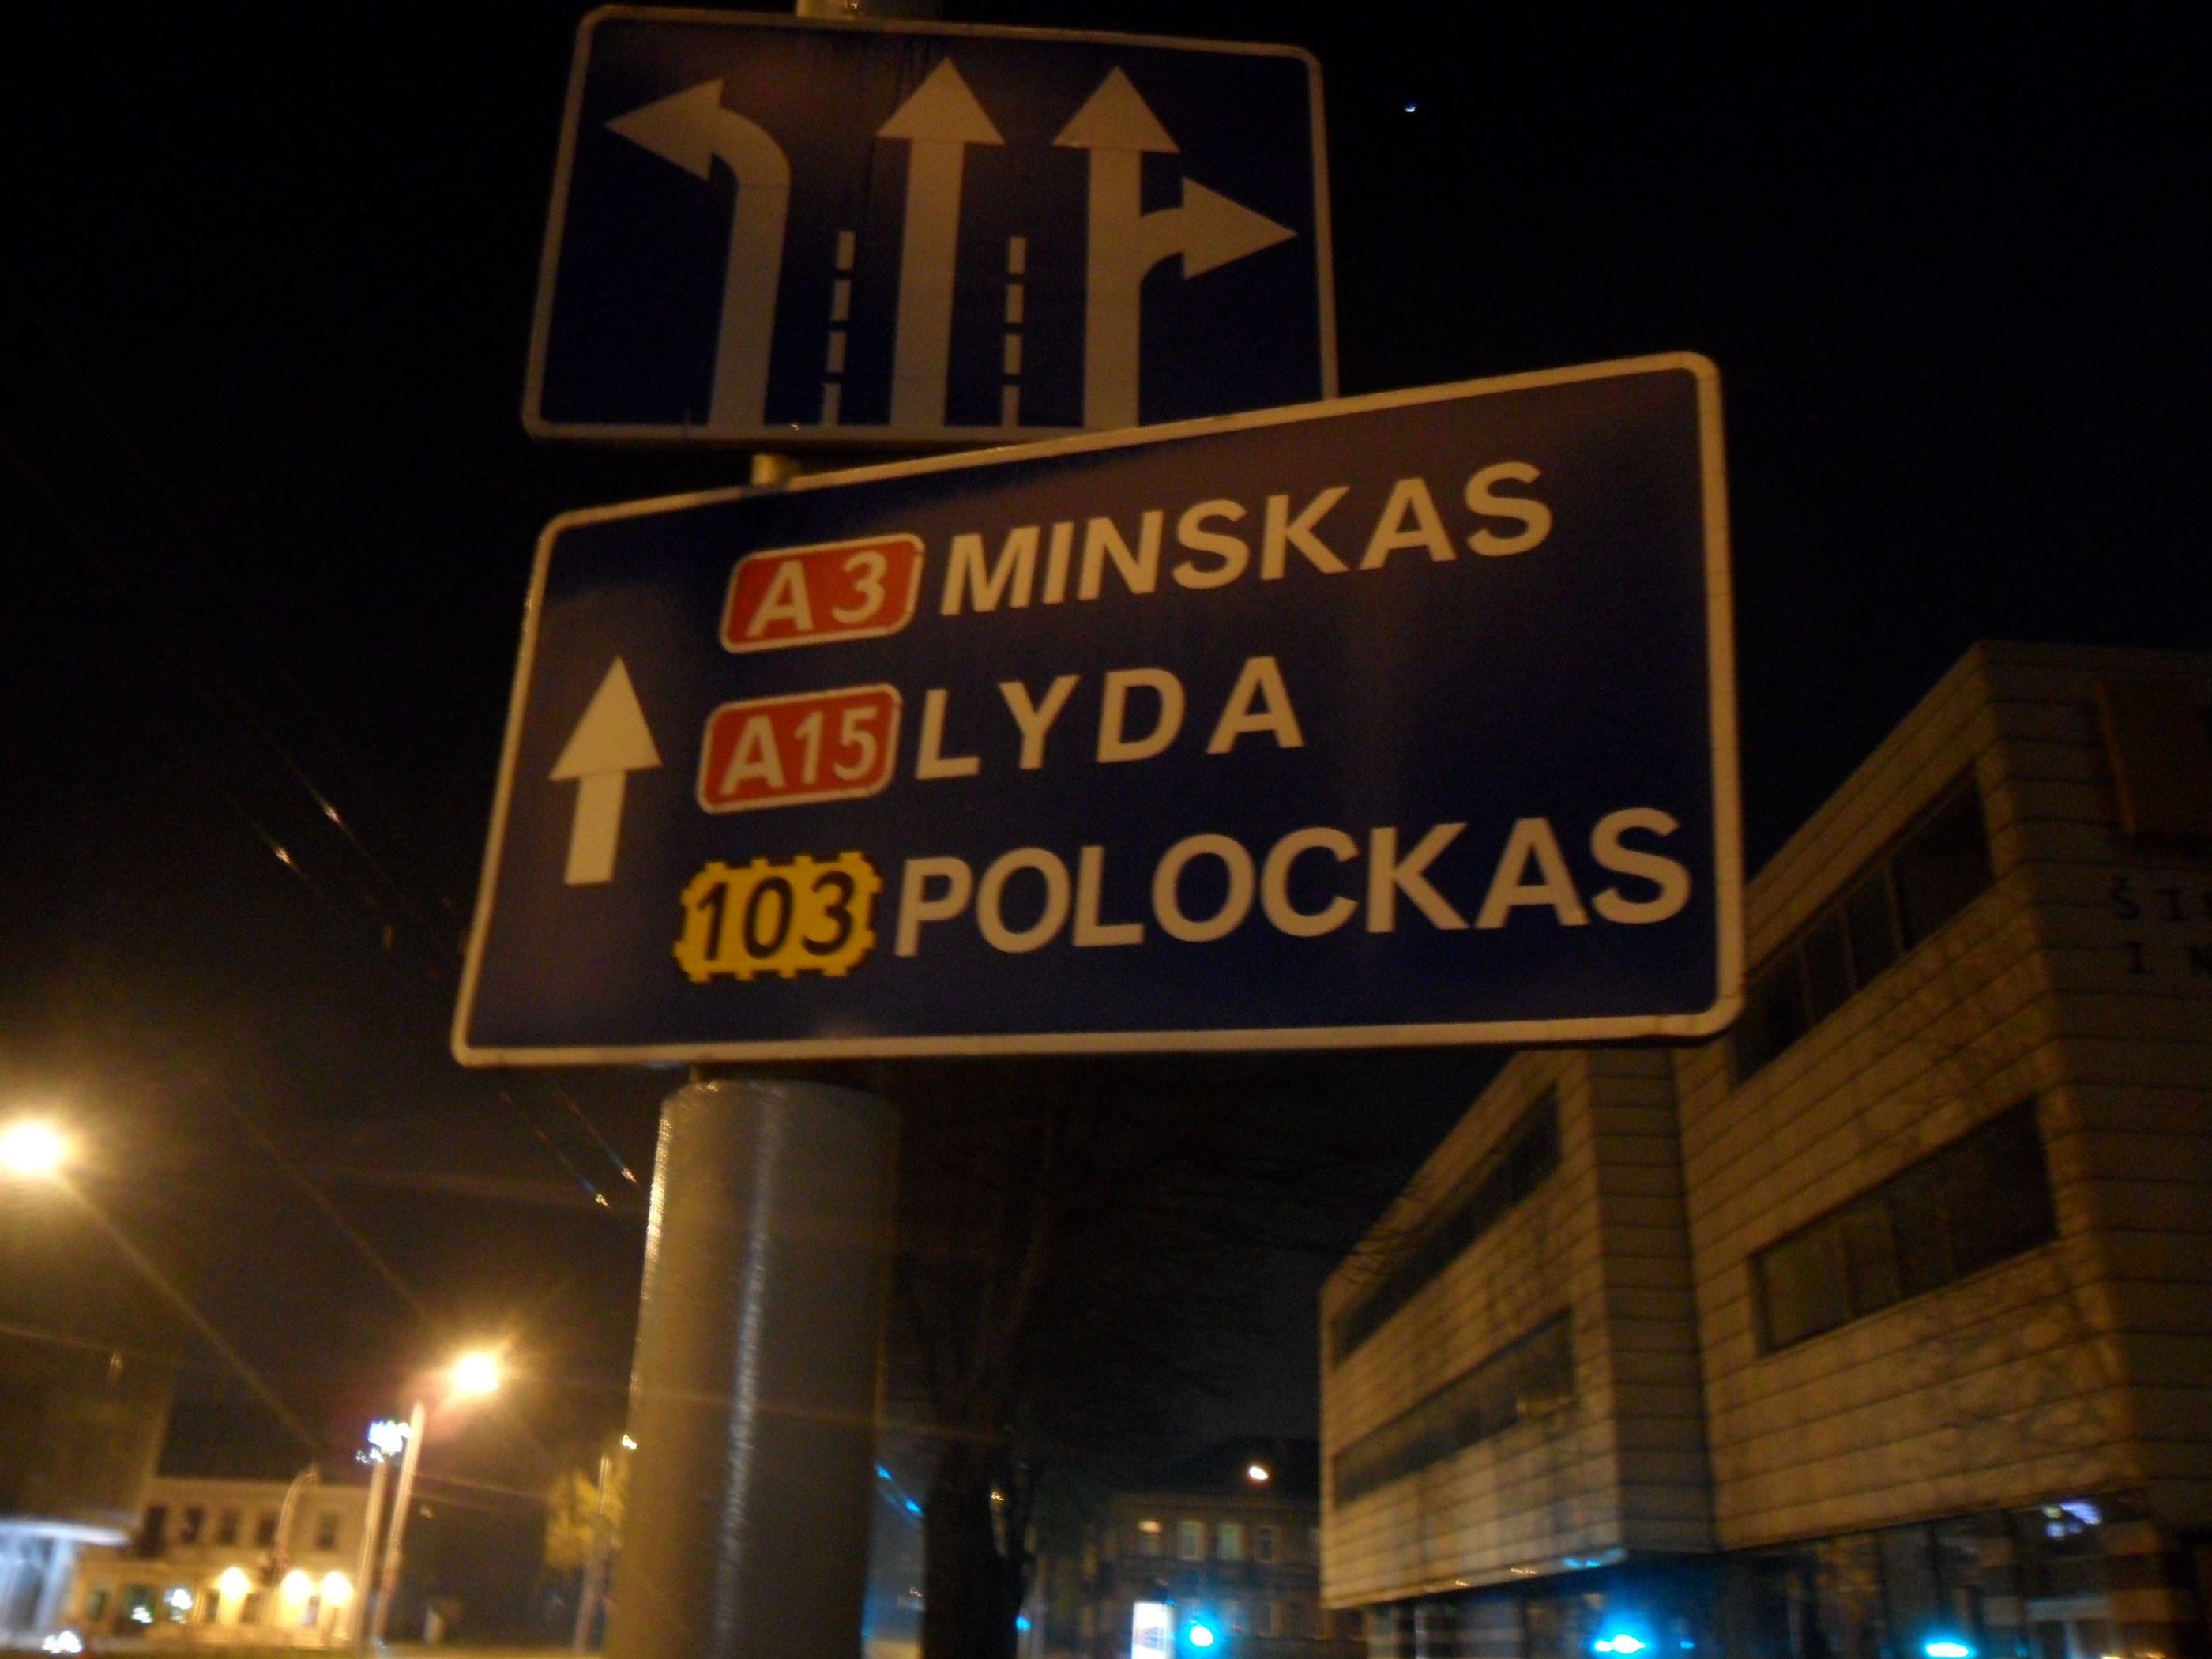 A3 MINSKAS
A15 LYDA
103 POLOCKAS